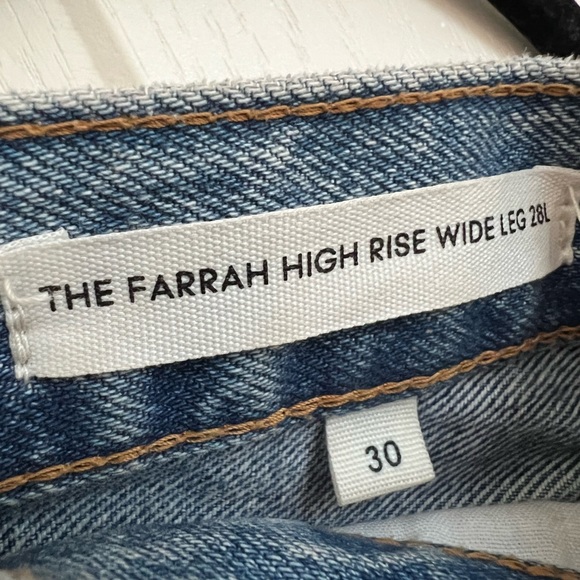 THE FARRAH HIGH RISE WIDE LEG 28L
30